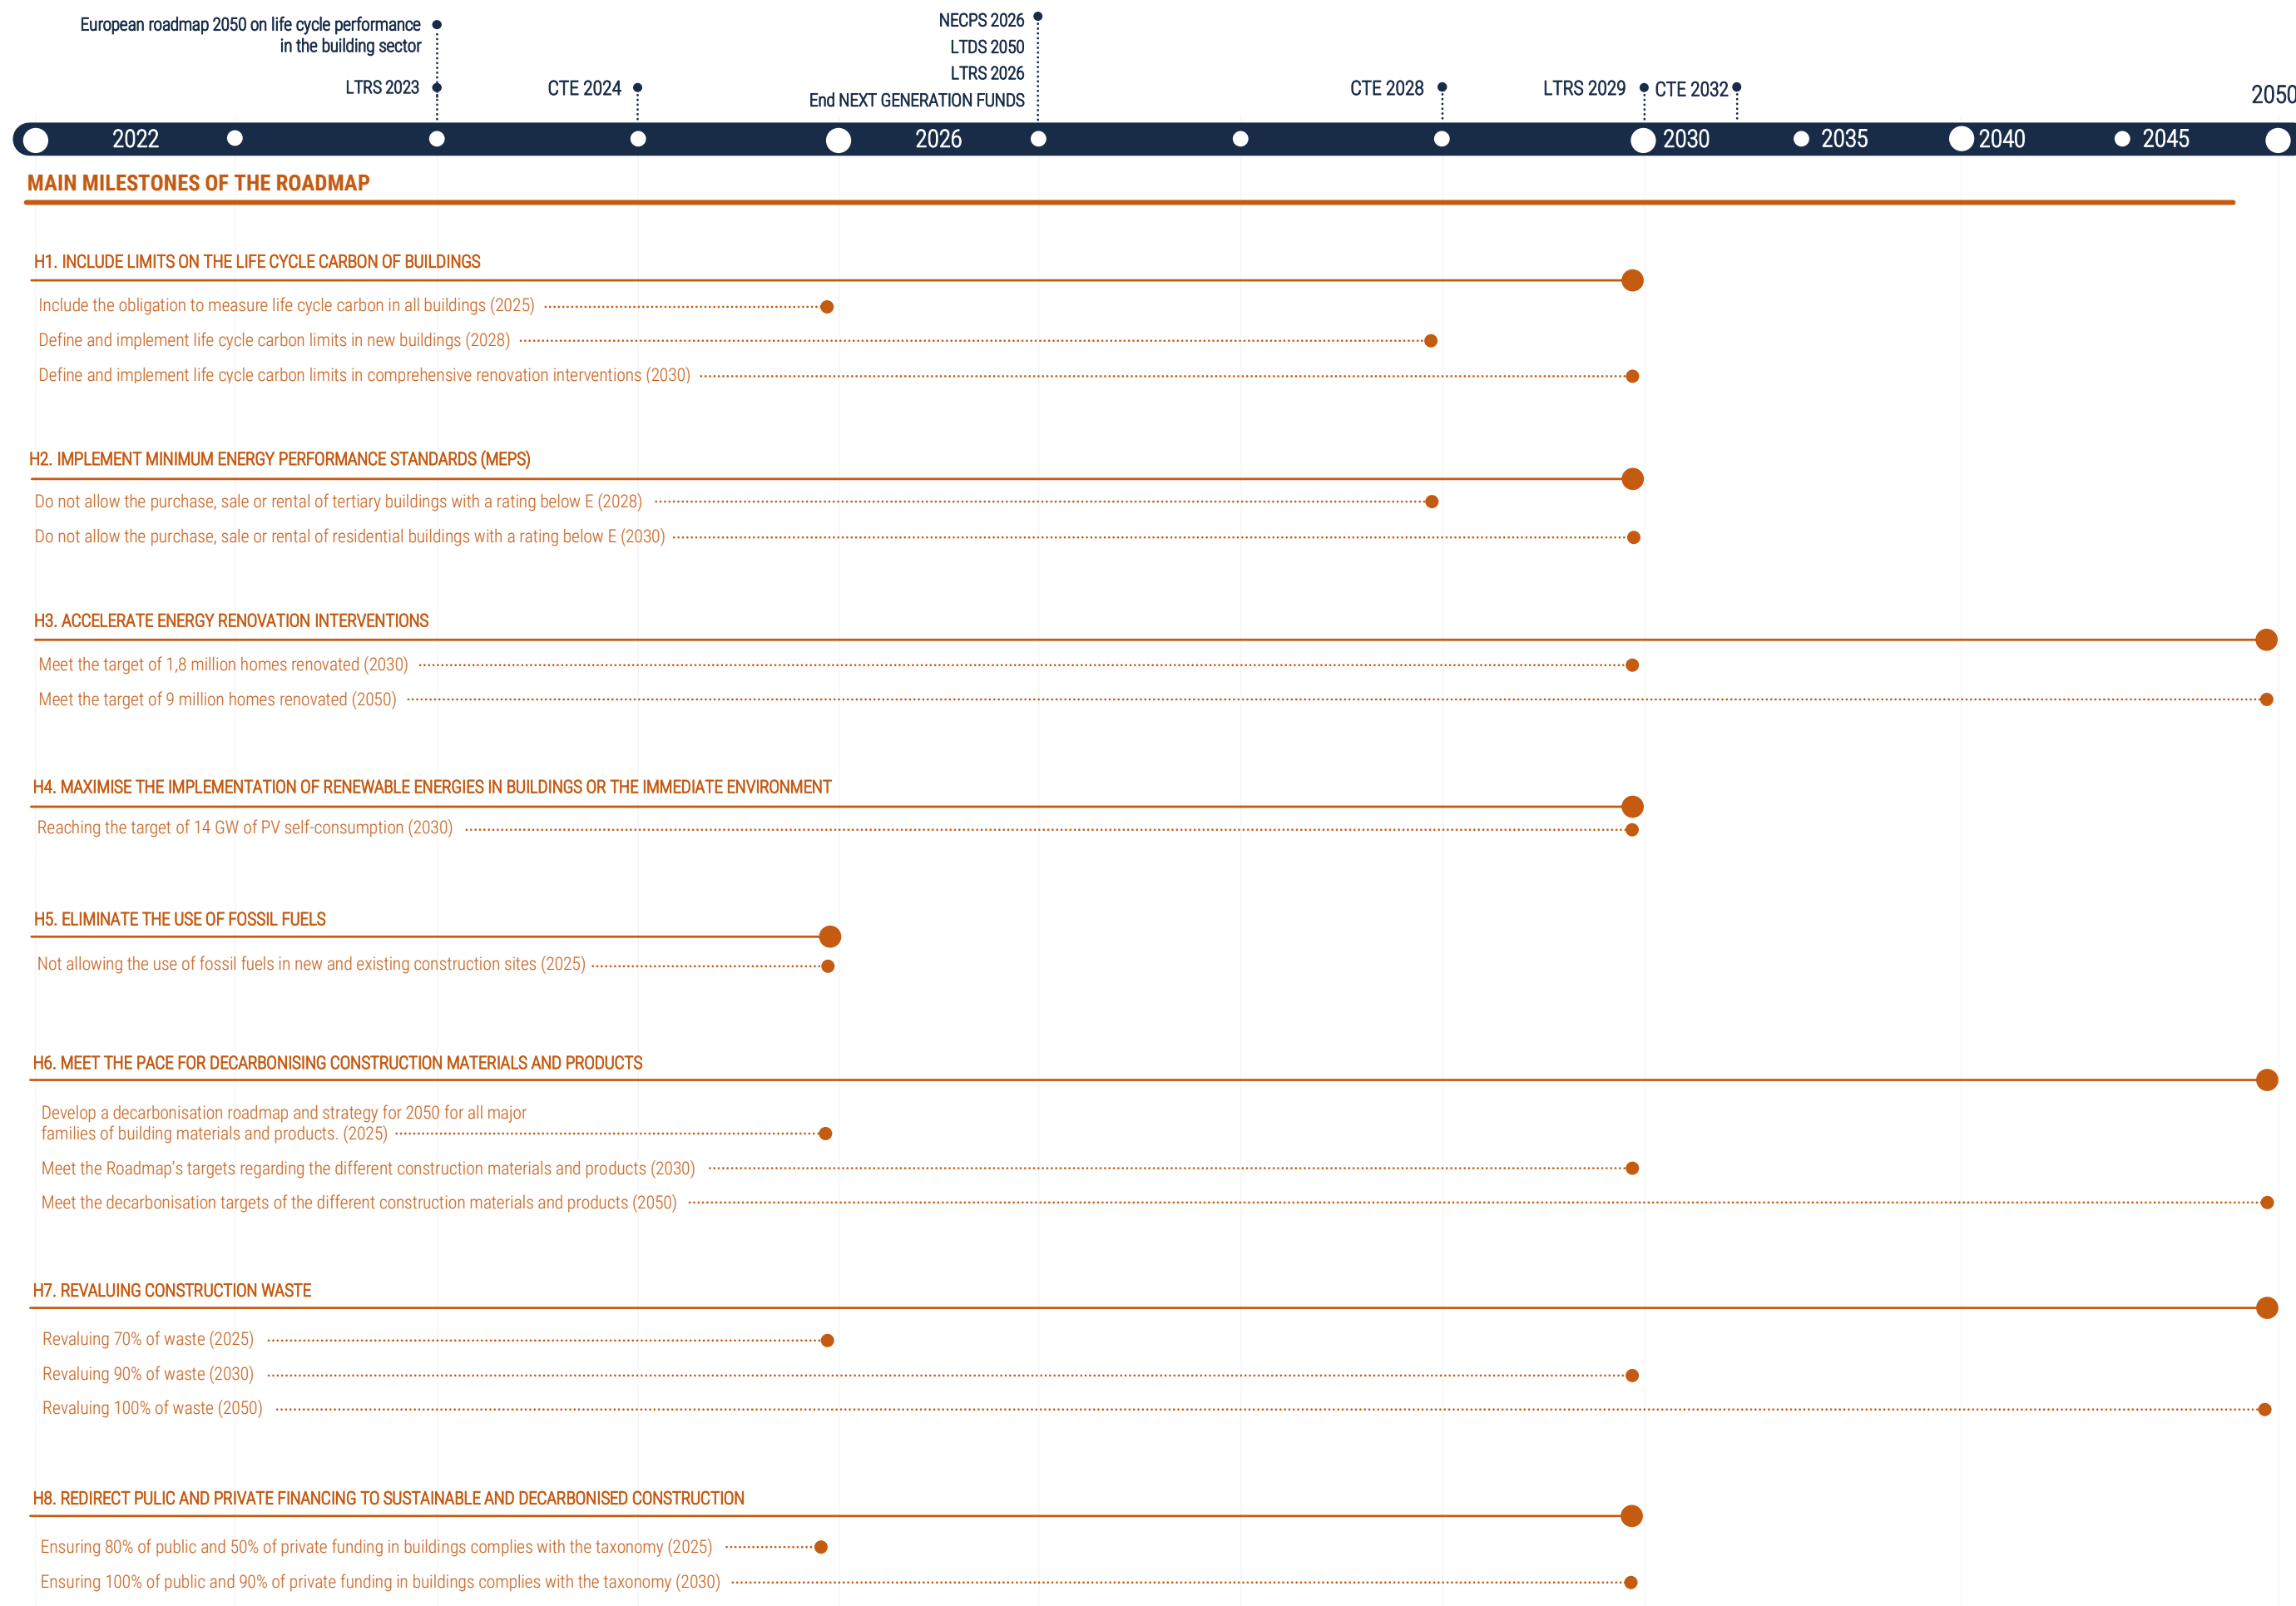 European roadmap 2050 on life cycle performance
in the building sector
LTRS 2023
CTE 2024
NECPS 2026
LTDS 2050
LTRS 2026
End NEXT GENERATION FUNDS
CTE 2028
LTRS 2029
CTE 2032
2050
2022
2026
2030
2035
2040
2045
MAIN MILESTONES OF THE ROADMAP
H1. INCLUDE LIMITS ON THE LIFE CYCLE CARBON OF BUILDINGS
Include the obligation to measure life cycle carbon in all buildings (2025)
Define and implement life cycle carbon limits in new buildings (2028)
Define and implement life cycle carbon limits in comprehensive renovation interventions (2030)
H2. IMPLEMENT MINIMUM ENERGY PERFORMANCE STANDARDS (MEPS)
Do not allow the purchase, sale or rental of tertiary buildings with a rating below E (2028)
Do not allow the purchase, sale or rental of residential buildings with a rating below E (2030)
H3. ACCELERATE ENERGY RENOVATION INTERVENTIONS
Meet the target of 1,8 million homes renovated (2030)
Meet the target of 9 million homes renovated (2050)
H4. MAXIMISE THE IMPLEMENTATION OF RENEWABLE ENERGIES IN BUILDINGS OR THE IMMEDIATE ENVIRONMENT
Reaching the target of 14 GW of PV self-consumption (2030)
H5. ELIMINATE THE USE OF FOSSIL FUELS
Not allowing the use of fossil fuels in new and existing construction sites (2025)
H6. MEET THE PACE FOR DECARBONISING CONSTRUCTION MATERIALS AND PRODUCTS
Develop a decarbonisation roadmap and strategy for 2050 for all major
families of building materials and products. (2025)
Meet the Roadmap’s targets regarding the different construction materials and products (2030)
Meet the decarbonisation targets of the different construction materials and products (2050)
H7. REVALUING CONSTRUCTION WASTE
Revaluing 70% of waste (2025)
Revaluing 90% of waste (2030)
Revaluing 100% of waste (2050)
H8. REDIRECT PULIC AND PRIVATE FINANCING TO SUSTAINABLE AND DECARBONISED CONSTRUCTION
Ensuring 80% of public and 50% of private funding in buildings complies with the taxonomy (2025)
Ensuring 100% of public and 90% of private funding in buildings complies with the taxonomy (2030)